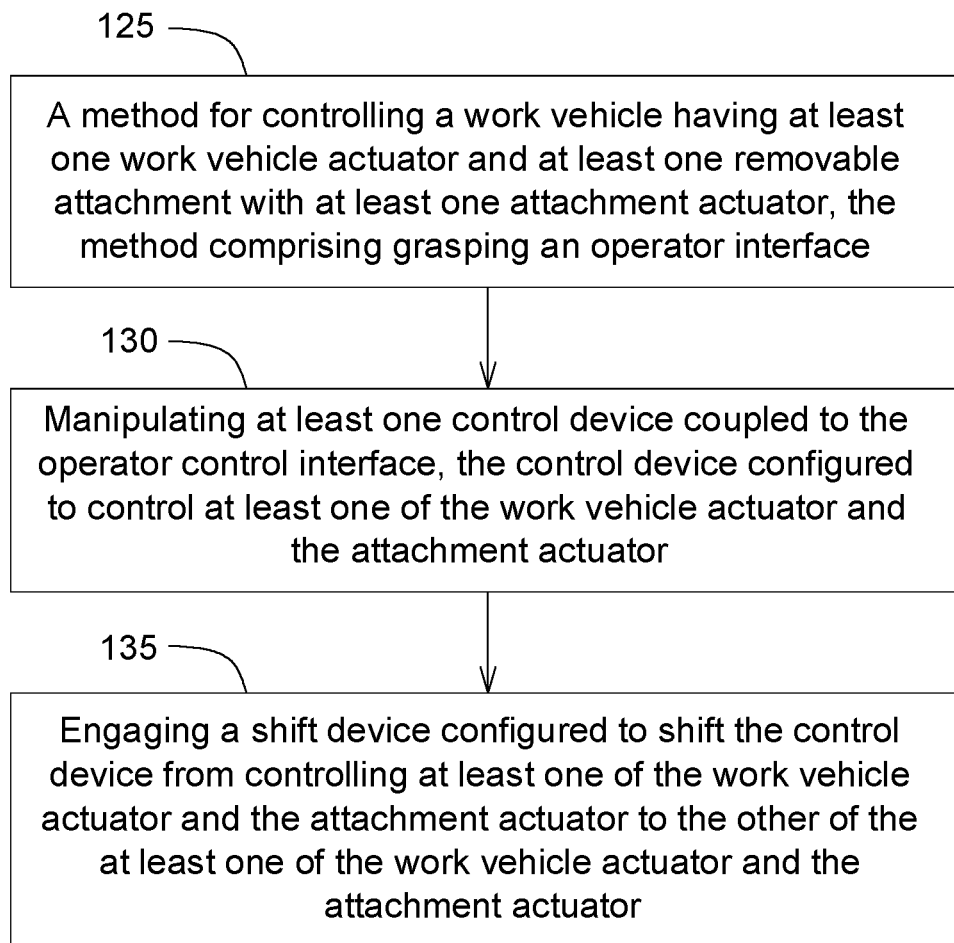 125
A method for controlling a work vehicle having at least
one work vehicle actuator and at least one removable
attachment with at least one attachment actuator, the
method comprising grasping an operator interface
130
Manipulating at least one control device coupled to the
operator control interface, the control device configured
to control at least one of the work vehicle actuator and
the attachment actuator
135
Engaging a shift device configured to shift the control
device from controlling at least one of the work vehicle
actuator and the attachment actuator to the other of the
at least one of the work vehicle actuator and the
attachment actuator